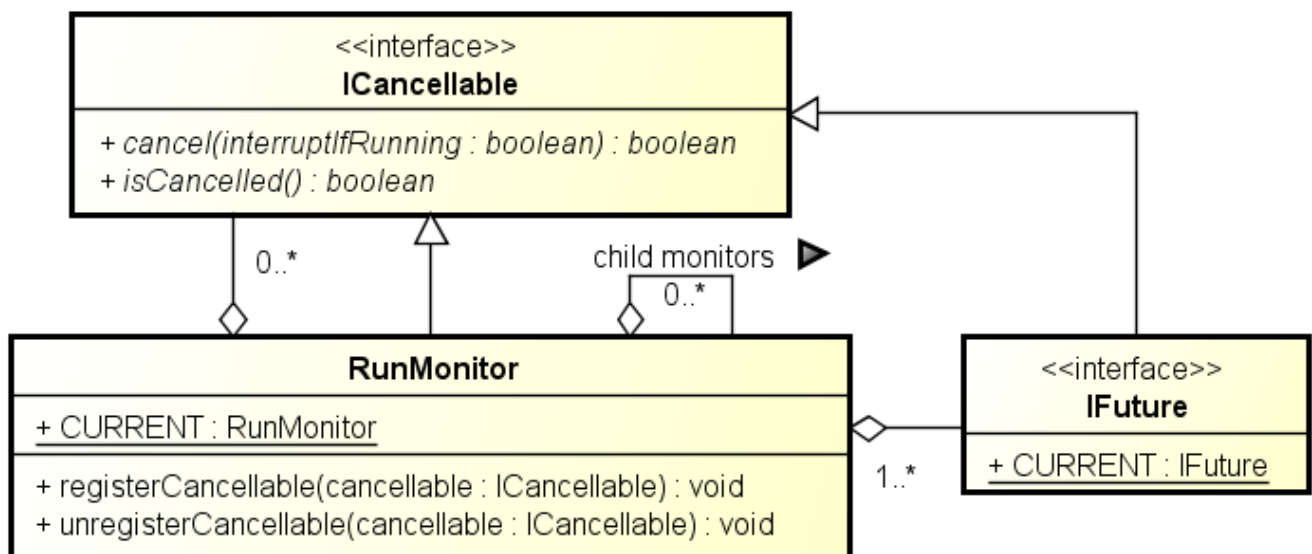 <<interface>>
ICancellable
+ cancel(interruptIfRunning : boolean) : boolean
+ isCancelled() : boolean
0..*
child monitors
0..*
RunMonitor
+ CURRENT : RunMonitor
+ registerCancellable(cancellable : ICancellable) : void
+ unregisterCancellable(cancellable : ICancellable) : void
1..*
<<interface>>
IFuture
+ CURRENT : IFuture